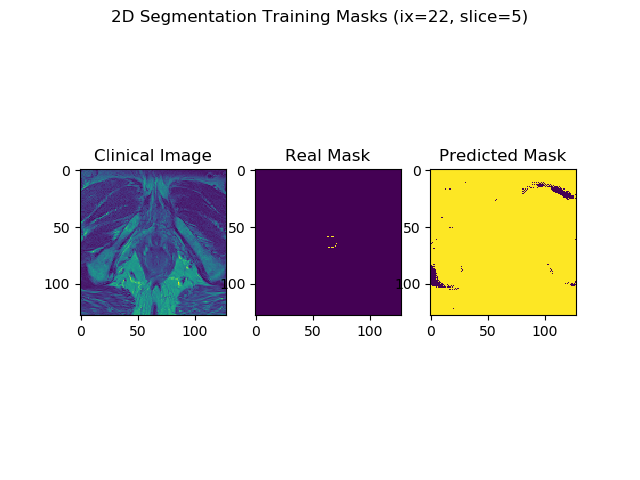 2D Segmentation Training Masks (ix=22, slice=5)
Clinical Image Real Mask Predicted Mask
0 0 0
50 50 50
100 100 100
0 50 100 0 50 100 0 50 100